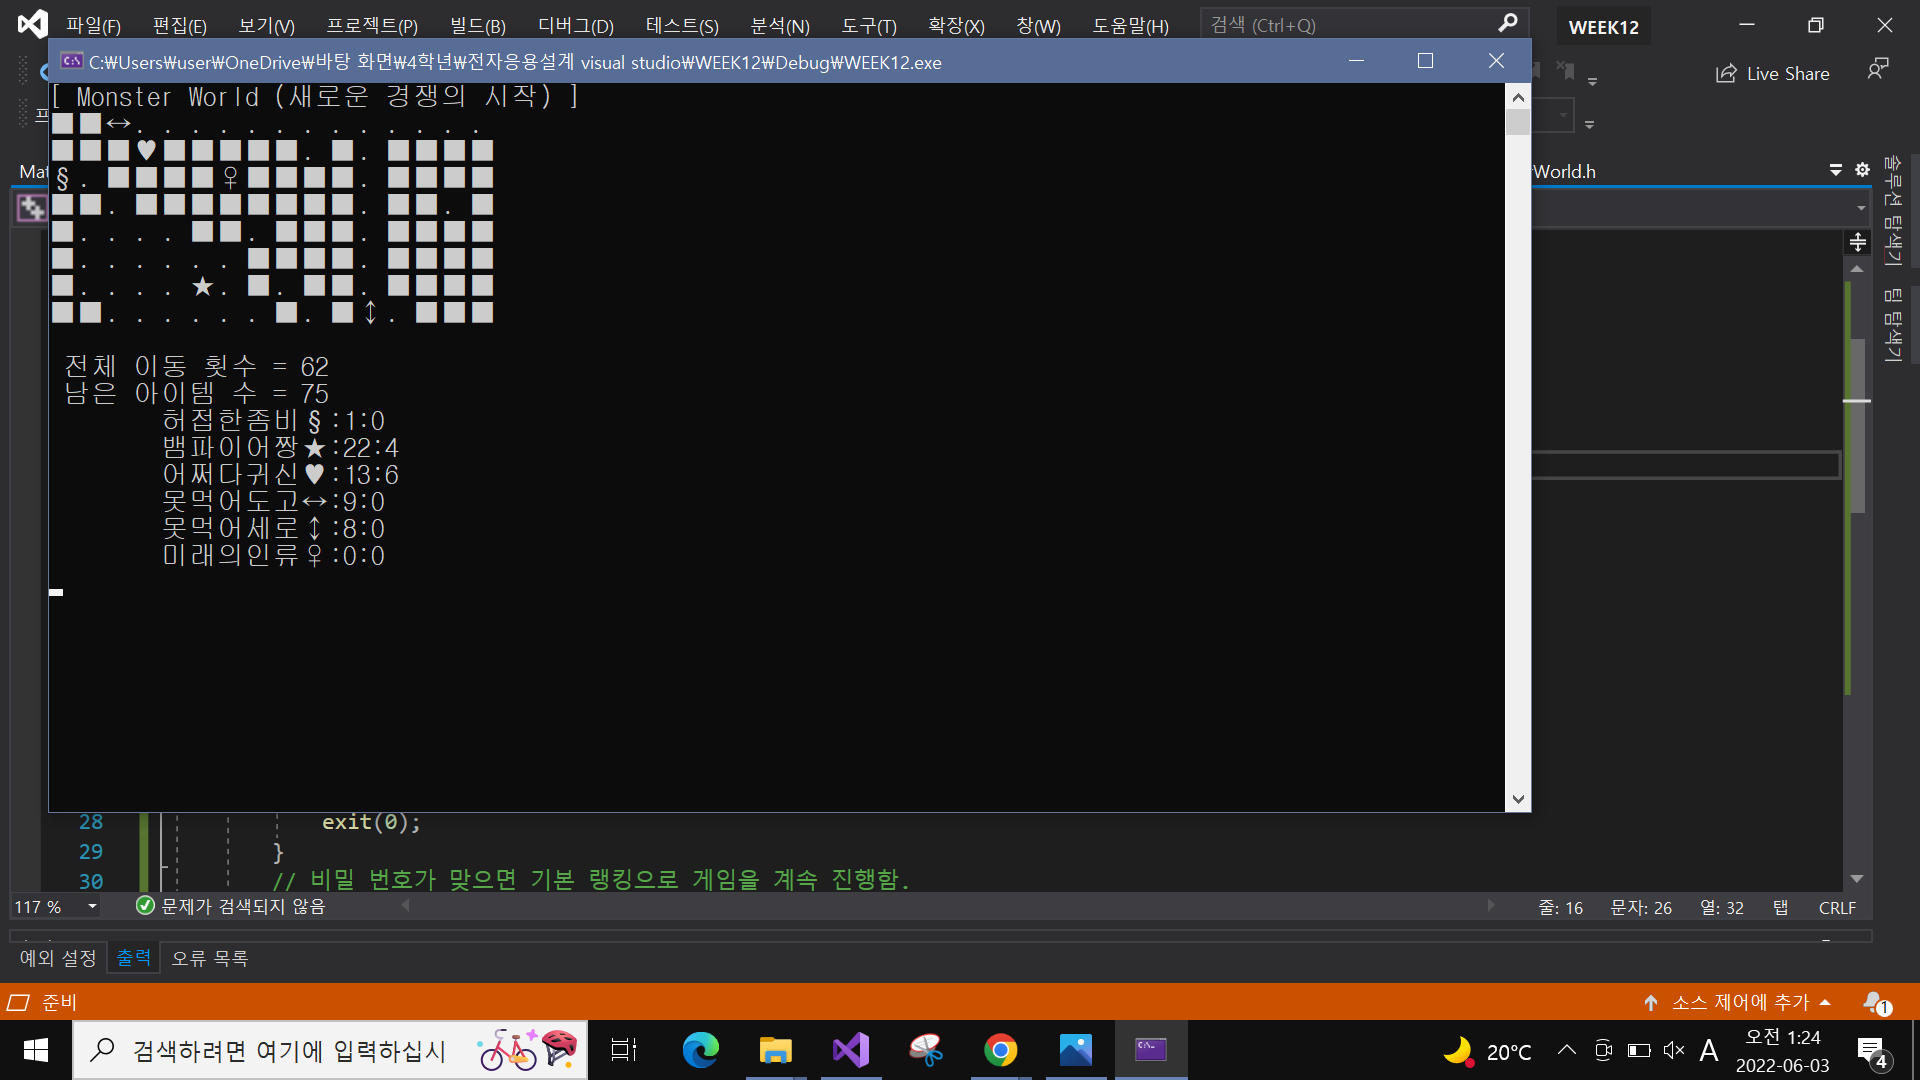 파일(F) 편집(E) 보기(V) 프로젝트(P) 빌드(B) 디버그(D) 테스트(S) 분석(N) 도구(T) 확장(X) 창(W) 도움말(H) 검색 (Ctrl+Q) WEEK12
C:₩Users₩user₩OneDrive₩바탕 화면₩4학년₩전자응용설계 visual studio₩WEEK12₩Debug₩WEEK12.exe
Live Share
[ Monster World (새로운 경쟁의 시작) ]
■■↔.............
■■■♥■■■■■.■.■■■■
§.■■■■♀■■■■.■■■■
■■.■■■■■■■■.■■.■
■....■■.■■■.■■■■
■......■■■■.■■■■
■....★.■.■■.■■■■
■■......■.■↕.■■■
전체 이동 횟수 = 62
남은 아이템 수 = 75
허접한좀비§:1:0
뱀파이어짱★:22:4
어쩌다귀신♥:13:6
못먹어도고↔:9:0
못먹어세로↕:8:0
미래의인류♀:0:0
World.h
솔루션 탐색기
팀 탐색기
28 exit(0);
29 }
30 // 비밀 번호가 맞으면 기본 랭킹으로 게임을 계속 진행함.
117 % 문제가 검색되지 않음 줄: 16 문자: 26 열: 32 탭 CRLF
예외 설정 출력 오류 목록
준비 소스 제어에 추가 1
검색하려면 여기에 입력하십시 20℃ A 오전 1:24
2022-06-03 4